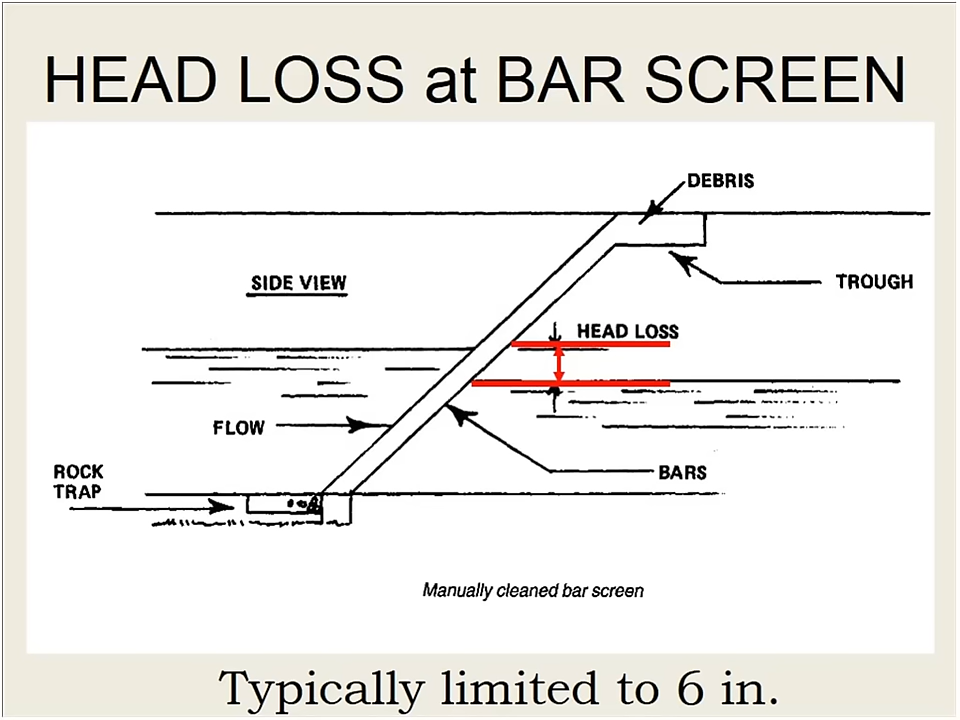 HEAD LOSS at BAR SCREEN
DEBRIS
SIDE VIEW
TROUGH
HEAD LOSS
FLOW
ROCK
TRAP
BARS
Manually cleaned bar screen
Typically limited to 6 in.